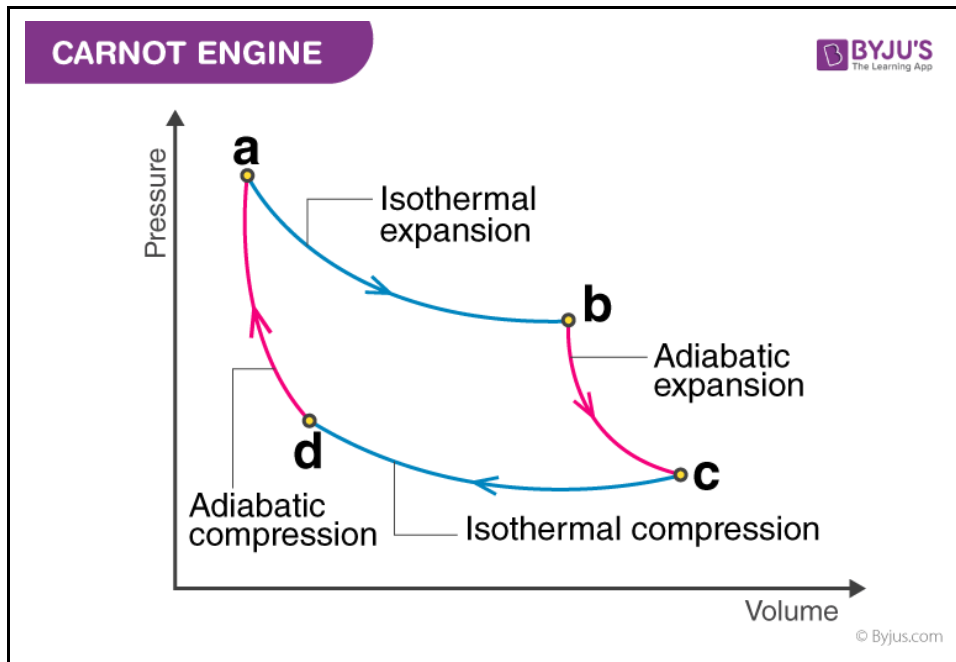 CARNOT ENGINE
BYJU'S
The Learning App
Pressure
a
Isothermal
expansion
b
Adiabatic
expansion
d
c
Adiabatic
compression
Isothermal compression
Volume
© Byjus.com